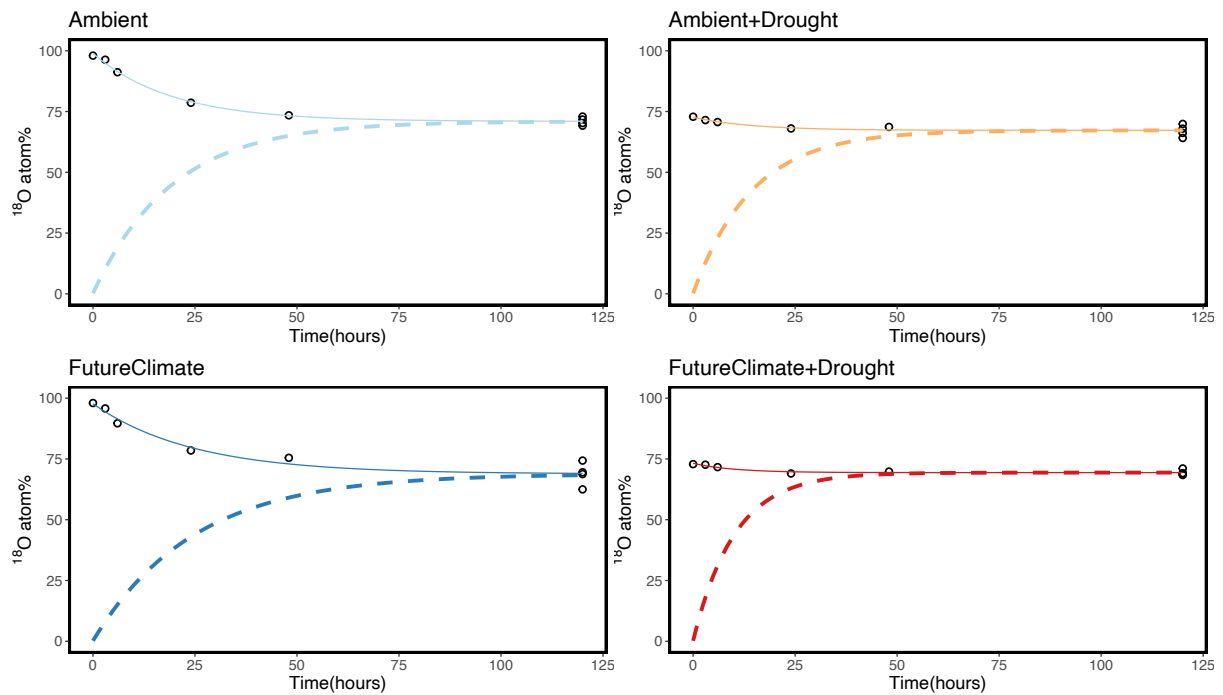 Ambient
100
75
50
25
0
¹⁸O atom%
0 25 50 75 100 125
Time(hours)
Ambient+Drought
100
75
50
25
0
¹⁸O atom%
0 25 50 75 100 125
Time(hours)
FutureClimate
100
75
50
25
0
¹⁸O atom%
0 25 50 75 100 125
Time(hours)
FutureClimate+Drought
100
75
50
25
0
¹⁸O atom%
0 25 50 75 100 125
Time(hours)